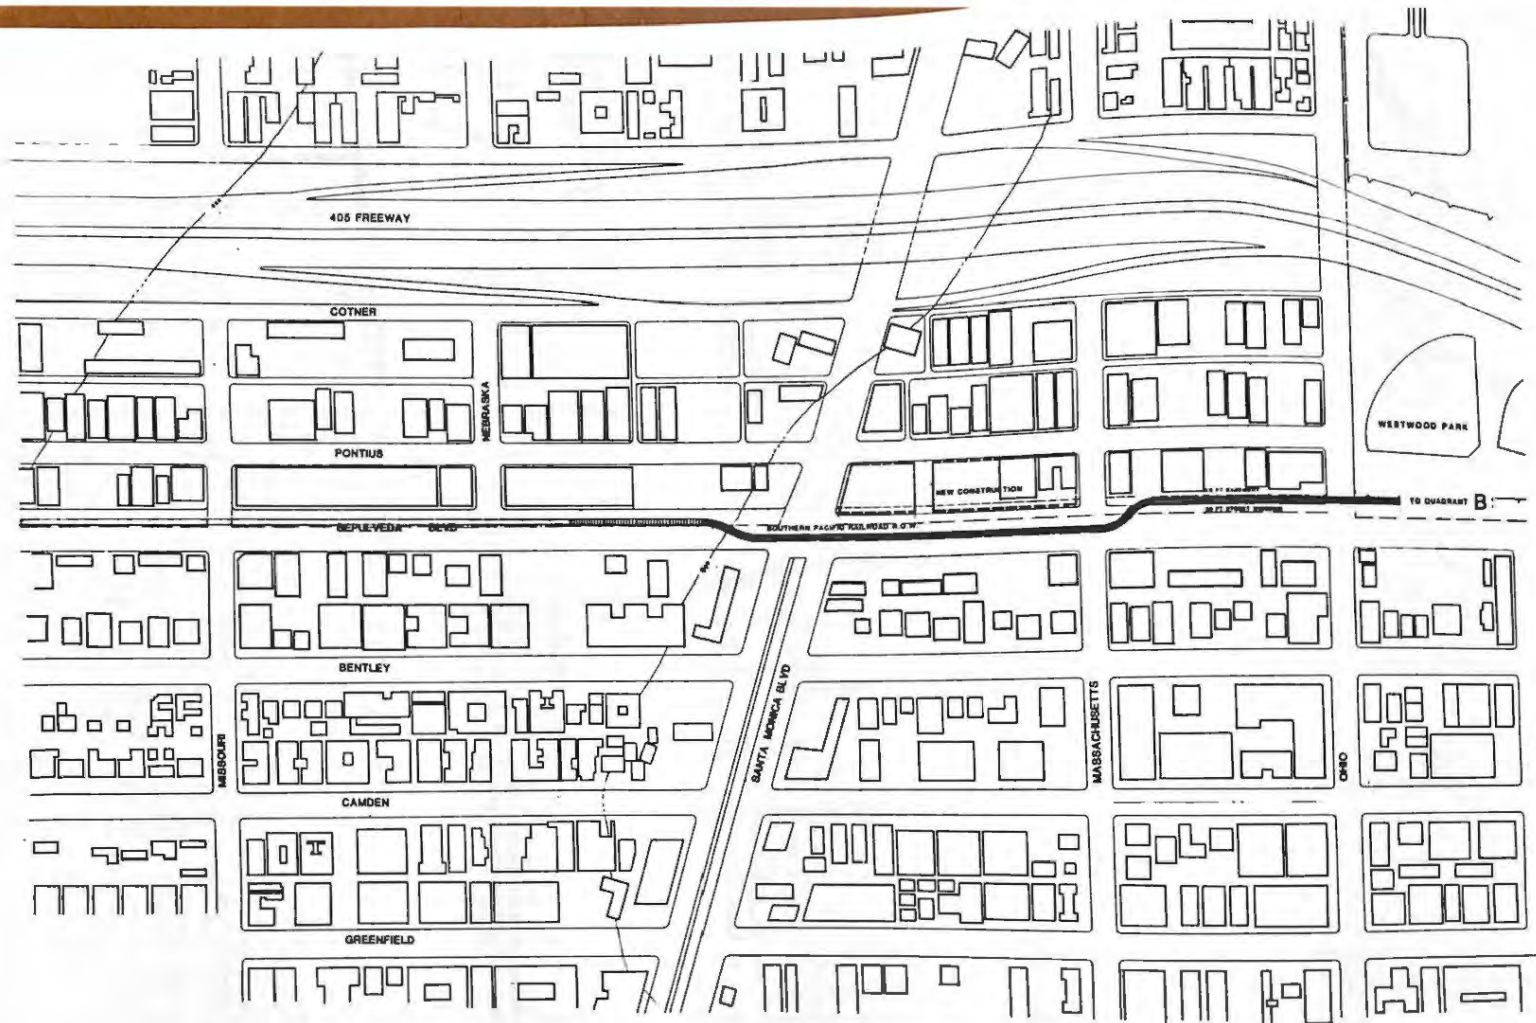 405 FREEWAY
COTNER
NEBRASKA
WESTWOOD PARK
PONTIUS
NEW CONSTRUCTION
TO QUADRANT B
SEPULVEDA BLVD
SOUTHERN PACIFIC RAILROAD R.O.W.
BENTLEY
SANTA MONICA BLVD
MASSACHUSETTS
MISSOURI
OHIO
CAMDEN
GREENFIELD